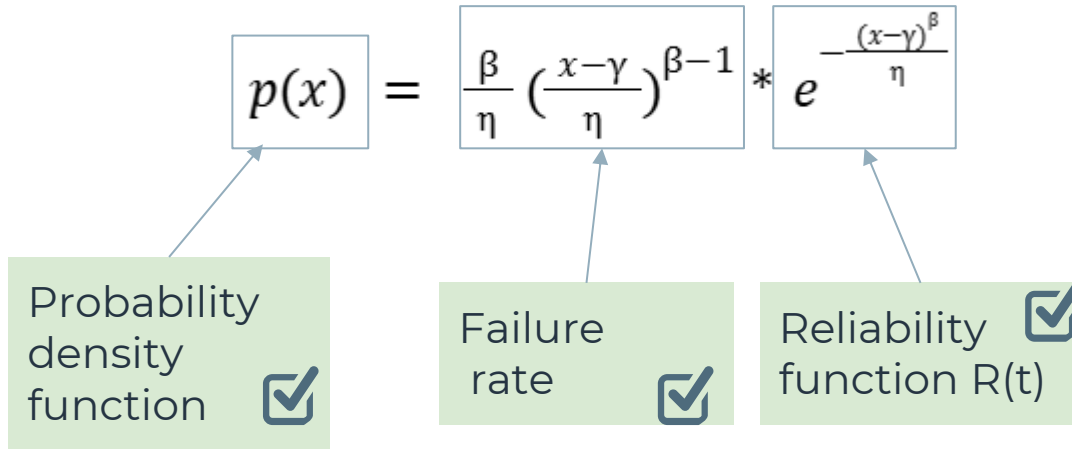 p(x) = β/η ((x−γ)/η)^(β−1) * e^(−(x−γ)^β/η)
Probability
density
function
Failure
rate
Reliability
function R(t)